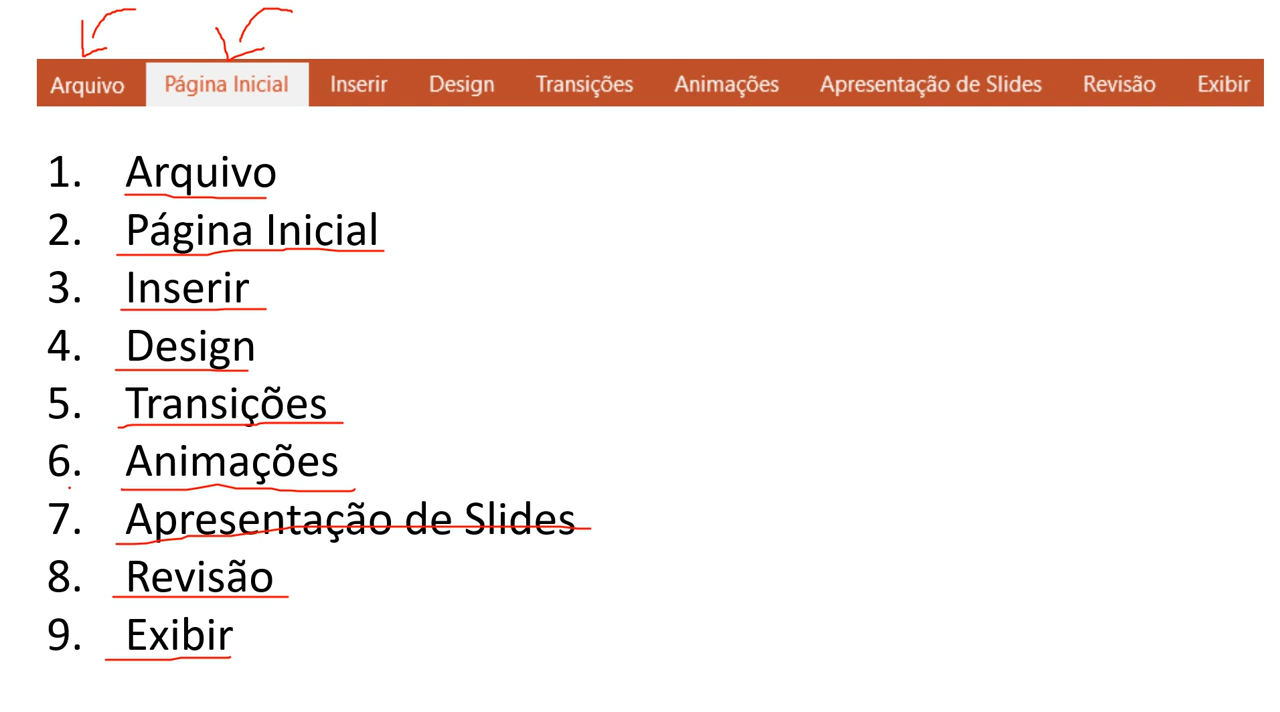 Arquivo Página Inicial Inserir Design Transições Animações Apresentação de Slides Revisão Exibir
1. Arquivo
2. Página Inicial
3. Inserir
4. Design
5. Transições
6. Animações
7. Apresentação de Slides
8. Revisão
9. Exibir